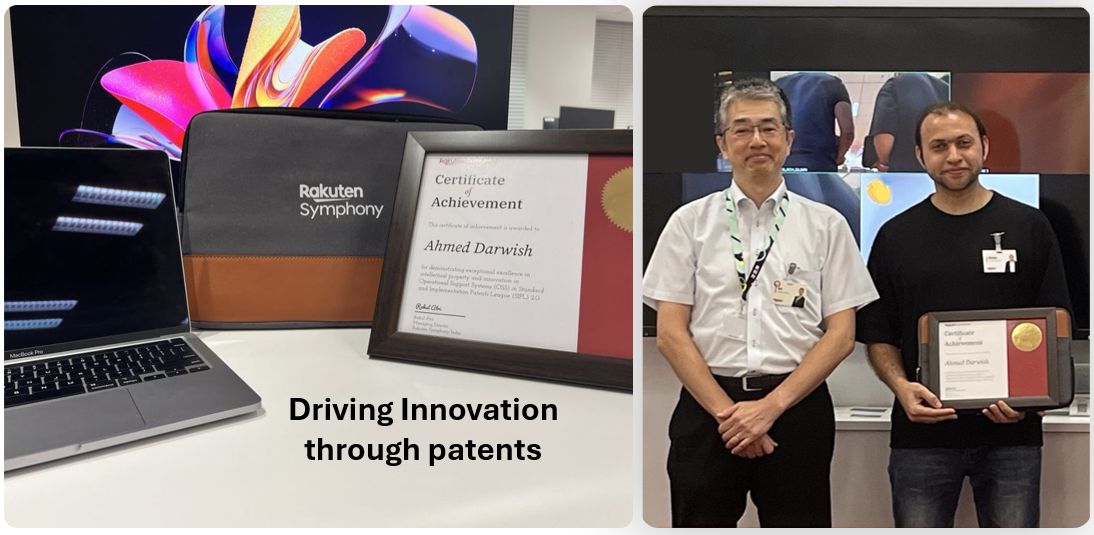 Rakuten
Symphony
Certificate
of
Achievement
This certificate of achievement is awarded to
Ahmed Darwish
for demonstrating exceptional excellence in
intellectual property and innovation in
Operational Support Systems (OSS) in Standard
and Implementation Patents League (SIPL) 2.0
Rahul Atri
Managing Director
Rakuten Symphony India
MacBook Pro
Driving Innovation
through patents
Certificate
of
Achievement
Ahmed Darwish